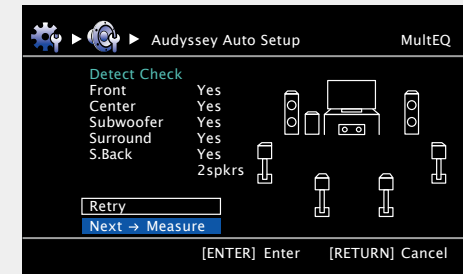 ► ► Audyssey Auto Setup MultEQ
Detect Check
Front Yes
Center Yes
Subwoofer Yes
Surround Yes
S.Back Yes
2spkrs
Retry
Next → Measure
[ENTER] Enter [RETURN] Cancel